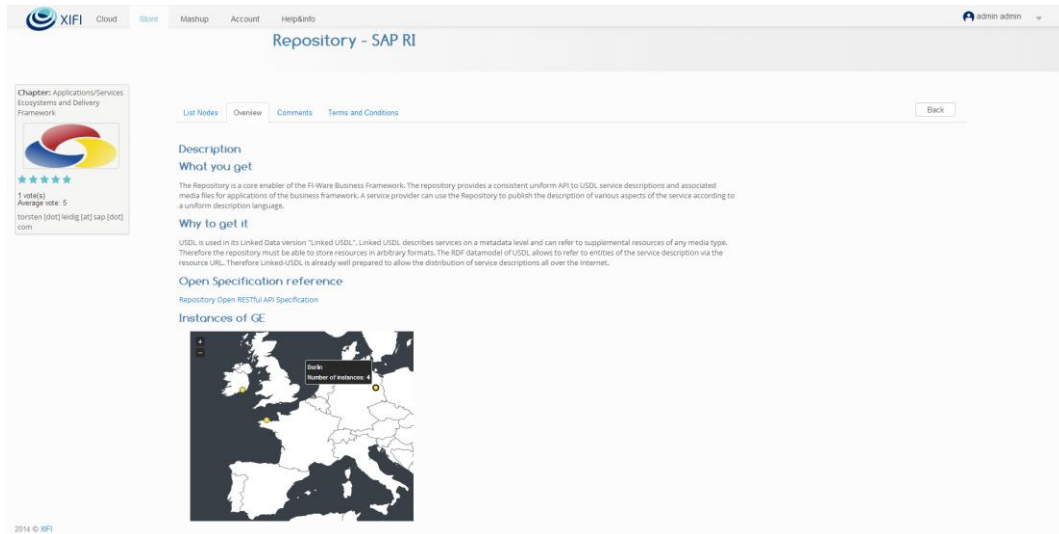 XIFI Cloud Store Mashup Account Help&Info admin admin
Repository - SAP RI
Chapter: Applications/Services
Ecosystems and Delivery
Framework
1 vote(s)
Average vote: 5
torsten [dot] leidig [at] sap [dot]
com
List Nodes Overview Comments Terms and Conditions Back
Description
What you get
The Repository is a core enabler of the FI-Ware Business Framework. The repository provides a consistent uniform API to USDL service descriptions and associated
media files for applications of the business framework. A service provider can use the Repository to publish the description of various aspects of the service according to
a uniform description language.
Why to get it
USDL is used in its Linked Data version "Linked USDL". Linked USDL describes services on a metadata level and can refer to supplemental resources of any media type.
Therefore the repository must be able to store resources in arbitrary formats. The RDF datamodel of USDL allows to refer to entities of the service description via the
resource URL. Therefore Linked-USDL is already well prepared to allow the distribution of service descriptions all over the Internet.
Open Specification reference
Repository Open RESTful API Specification
Instances of GE
+
−
Berlin
Number of instances: 4
2014 © XIFI